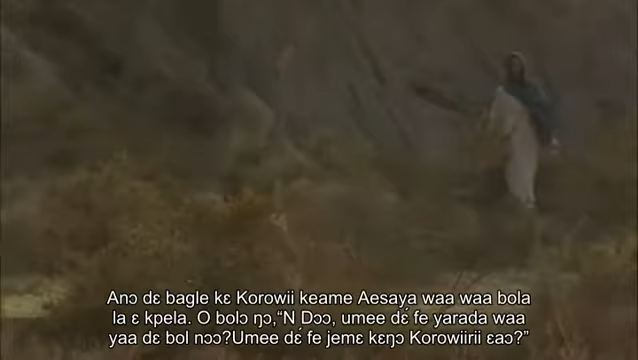 Anɔ dɛ bagle kɛ Korowii keame Aesaya waa waa bola
la ɛ kpela. O bolɔ ŋɔ,“N Dɔɔ, umee dɛ́ fe yarada waa
yaa dɛ bol nɔɔ?Umee dɛ́ fe jemɛ kɛŋɔ Korowiirii ɛaɔ?”